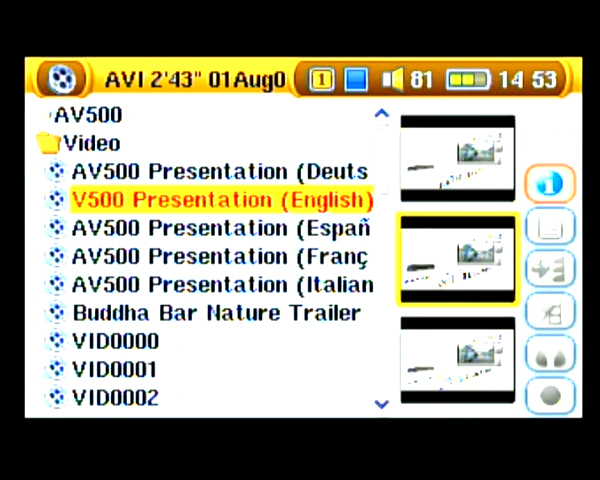 AVI 2'43" 01Aug0 1 81 14 53
AV500
Video
AV500 Presentation (Deuts
V500 Presentation (English)
AV500 Presentation (Españ
AV500 Presentation (Franç
AV500 Presentation (Italian
Buddha Bar Nature Trailer
VID0000
VID0001
VID0002